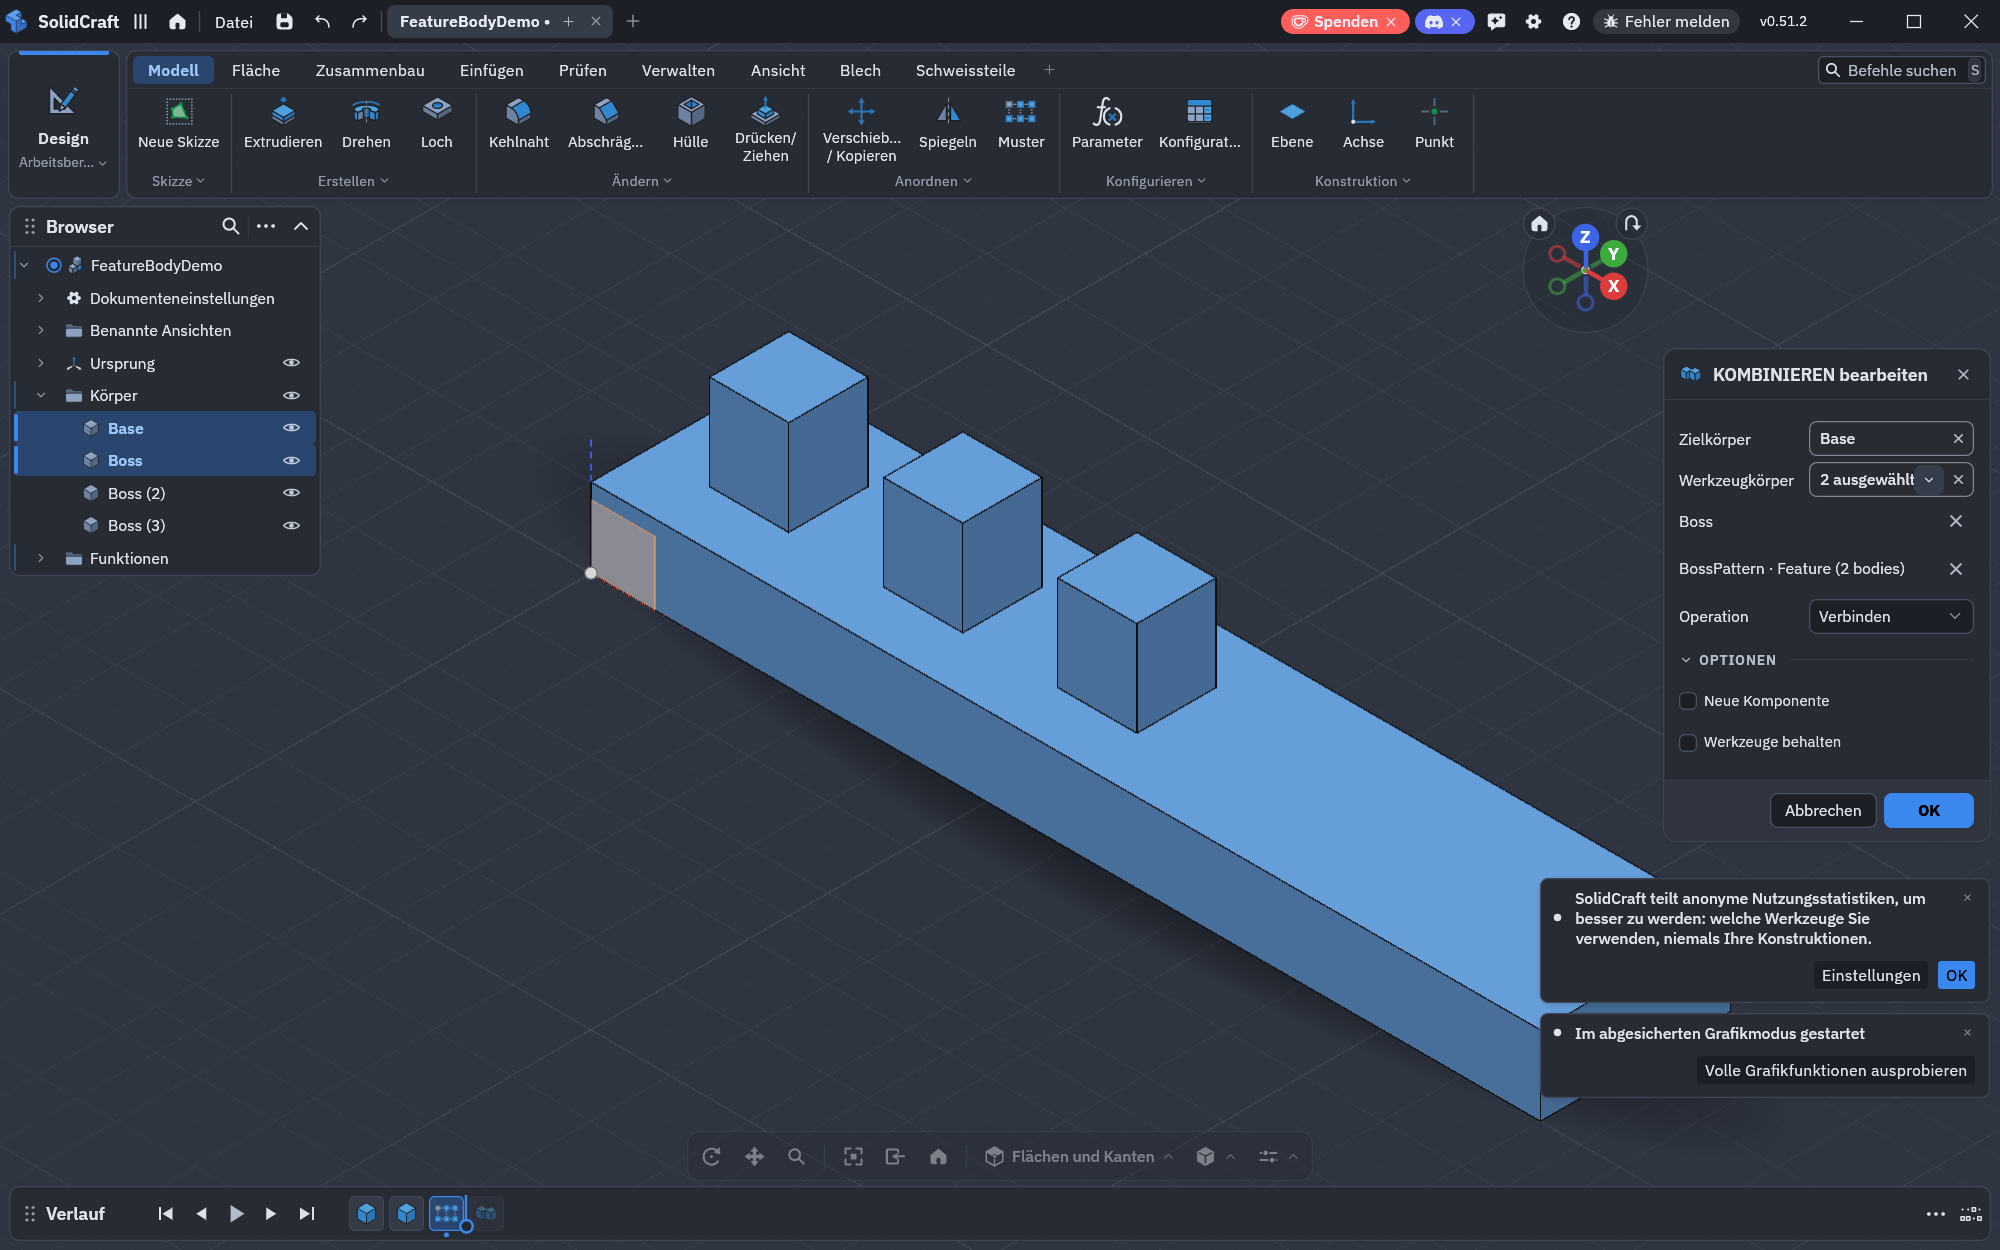 SolidCraft
Datei
FeatureBodyDemo •
Spenden
Fehler melden
v0.51.2
Design
Arbeitsber...
Modell
Fläche
Zusammenbau
Einfügen
Prüfen
Verwalten
Ansicht
Blech
Schweissteile
Befehle suchen
S
Neue Skizze
Extrudieren
Drehen
Loch
Kehlnaht
Abschräg...
Hülle
Drücken/
Ziehen
Verschieb...
/ Kopieren
Spiegeln
Muster
Parameter
Konfigurat...
Ebene
Achse
Punkt
Skizze
Erstellen
Ändern
Anordnen
Konfigurieren
Konstruktion
Browser
FeatureBodyDemo
Dokumenteneinstellungen
Benannte Ansichten
Ursprung
Körper
Base
Boss
Boss (2)
Boss (3)
Funktionen
Z
Y
X
KOMBINIEREN bearbeiten
Zielkörper
Base
Werkzeugkörper
2 ausgewählt
Boss
BossPattern · Feature (2 bodies)
Operation
Verbinden
OPTIONEN
Neue Komponente
Werkzeuge behalten
Abbrechen
OK
SolidCraft teilt anonyme Nutzungsstatistiken, um
besser zu werden: welche Werkzeuge Sie
verwenden, niemals Ihre Konstruktionen.
Einstellungen
OK
Im abgesicherten Grafikmodus gestartet
Volle Grafikfunktionen ausprobieren
Flächen und Kanten
Verlauf